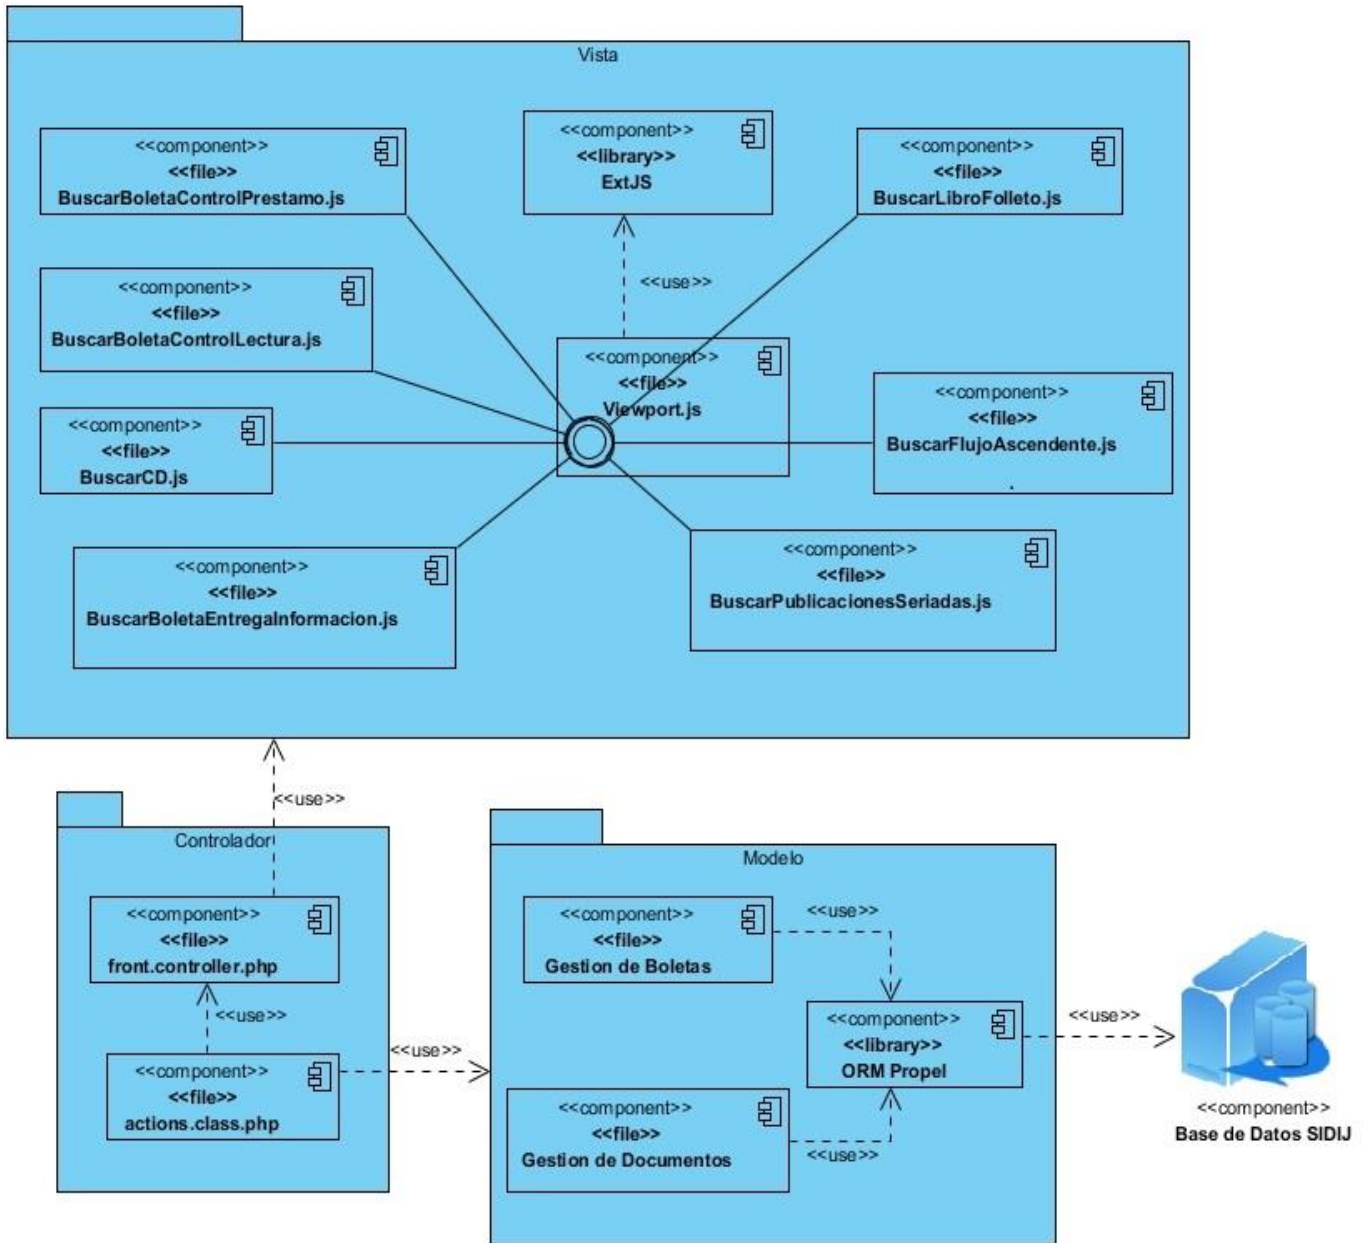 Vista
<<component>>
<<file>>
BuscarBoletaControlPrestamo.js
<<component>>
<<library>>
ExtJS
<<component>>
<<file>>
BuscarLibroFolleto.js
<<use>>
<<component>>
<<file>>
BuscarBoletaControlLectura.js
<<component>>
<<file>>
Viewport.js
<<component>>
<<file>>
BuscarCD.js
<<component>>
<<file>>
BuscarFlujoAscendente.js
.
<<component>>
<<file>>
BuscarBoletaEntregaInformacion.js
<<component>>
<<file>>
BuscarPublicacionesSeriadas.js
<<use>>
Controlador
<<component>>
<<file>>
front.controller.php
<<use>>
<<component>>
<<file>>
actions.class.php
<<use>>
Modelo
<<component>>
<<file>>
Gestion de Boletas
<<use>>
<<component>>
<<library>>
ORM Propel
<<use>>
<<component>>
<<file>>
Gestion de Documentos
<<use>>
<<component>>
Base de Datos SIDIJ